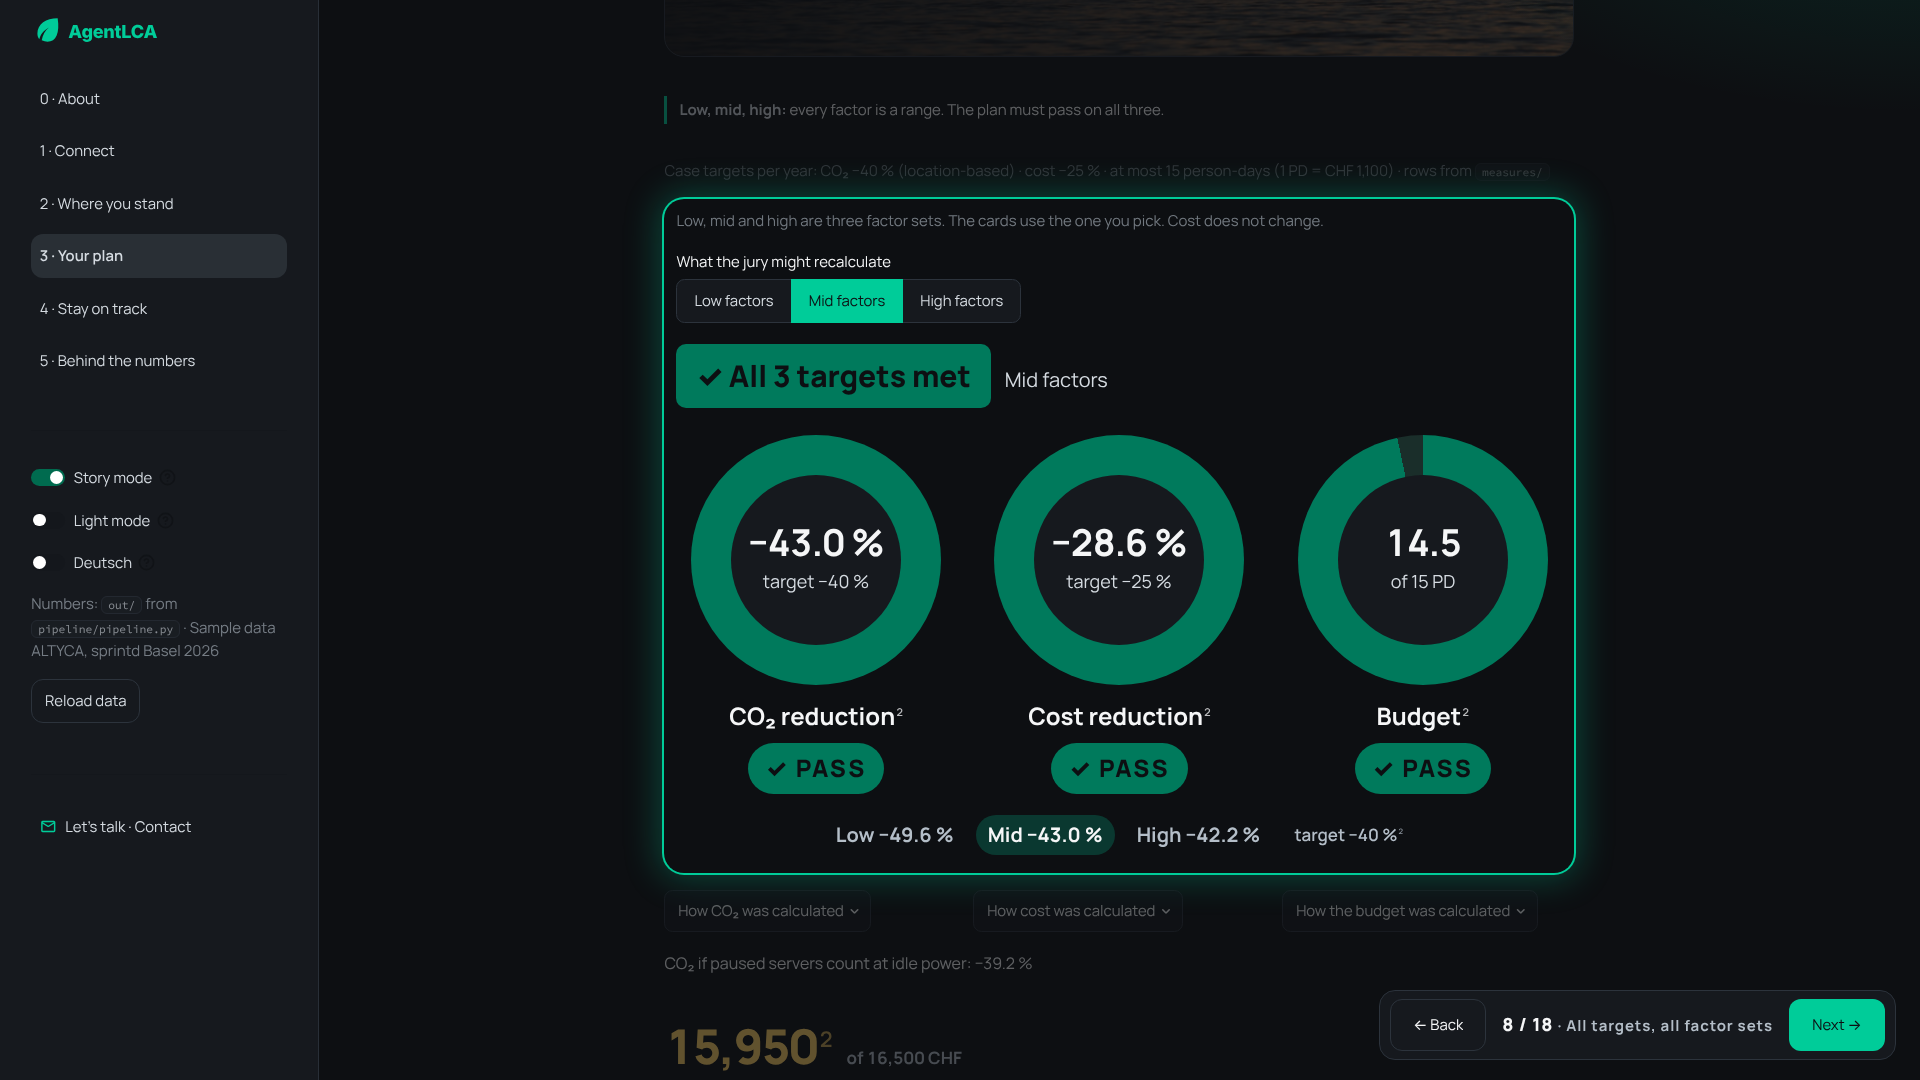 AgentLCA
0 · About
1 · Connect
2 · Where you stand
3 · Your plan
4 · Stay on track
5 · Behind the numbers
Story mode
Light mode
Deutsch
Numbers: out/ from
pipeline/pipeline.py · Sample data
ALTYCA, sprintd Basel 2026
Reload data
Let's talk · Contact
Low, mid, high: every factor is a range. The plan must pass on all three.
Case targets per year: CO₂ −40 % (location-based) · cost −25 % · at most 15 person-days (1 PD = CHF 1,100) · rows from measures/
Low, mid and high are three factor sets. The cards use the one you pick. Cost does not change.
What the jury might recalculate
Low factors
Mid factors
High factors
✓ All 3 targets met
Mid factors
−43.0 %
target −40 %
−28.6 %
target −25 %
14.5
of 15 PD
CO₂ reduction²
Cost reduction²
Budget²
✓ PASS
✓ PASS
✓ PASS
Low −49.6 %
Mid −43.0 %
High −42.2 %
target −40 %²
How CO₂ was calculated
How cost was calculated
How the budget was calculated
CO₂ if paused servers count at idle power: −39.2 %
15,950² of 16,500 CHF
← Back
8 / 18 · All targets, all factor sets
Next →